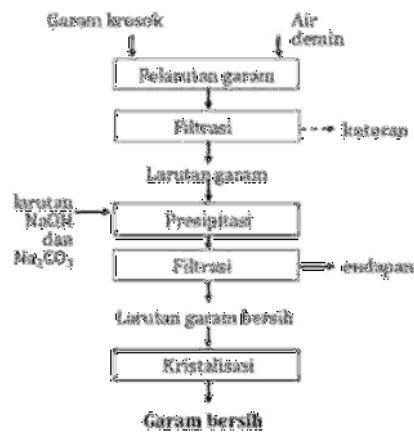 Garam krosok
Air
demin
Pelarutan garam
Filtrasi
kotoran
Larutan garam
larutan
NaOH
dan
Na₂CO₃
Presipitasi
Filtrasi
endapan
Larutan garam bersih
Kristalisasi
Garam bersih